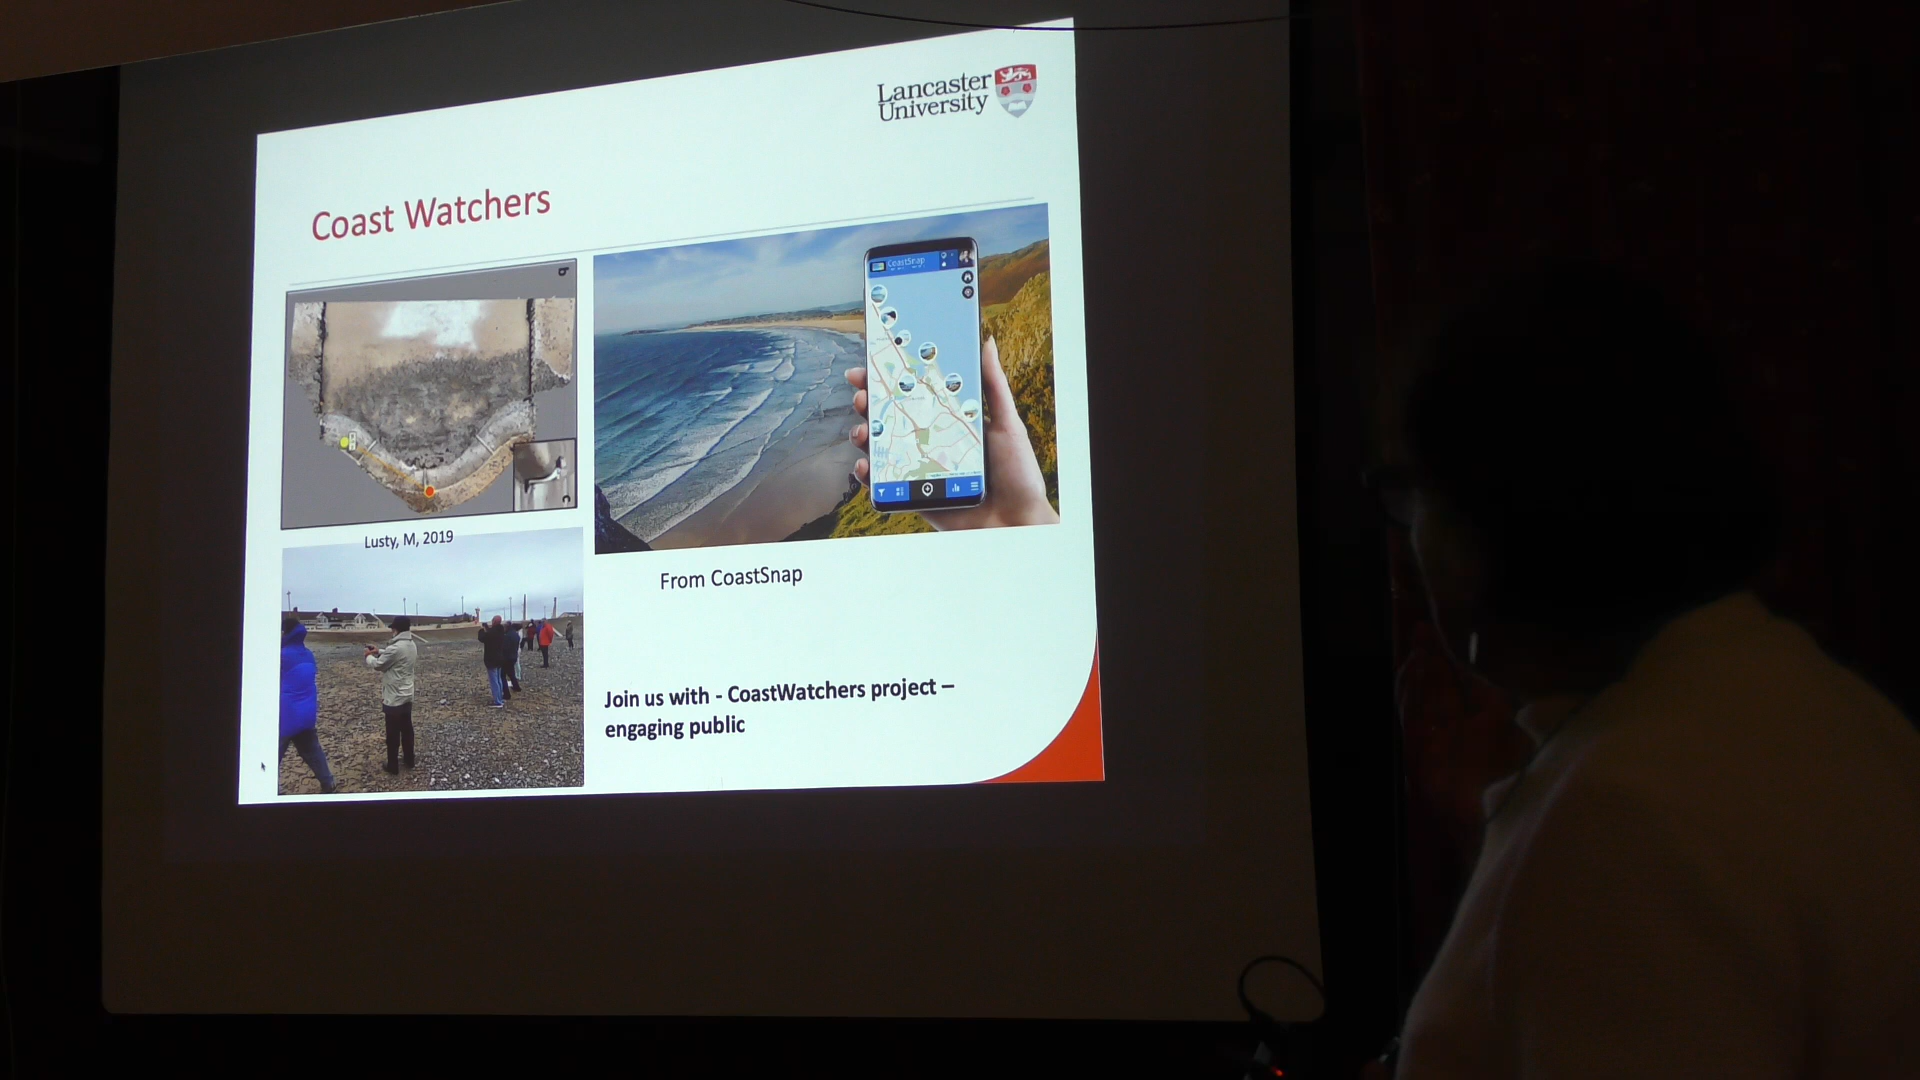 Lancaster
University
Coast Watchers
b
CoastSnap
c
Lusty, M, 2019
From CoastSnap
Join us with - CoastWatchers project –
engaging public